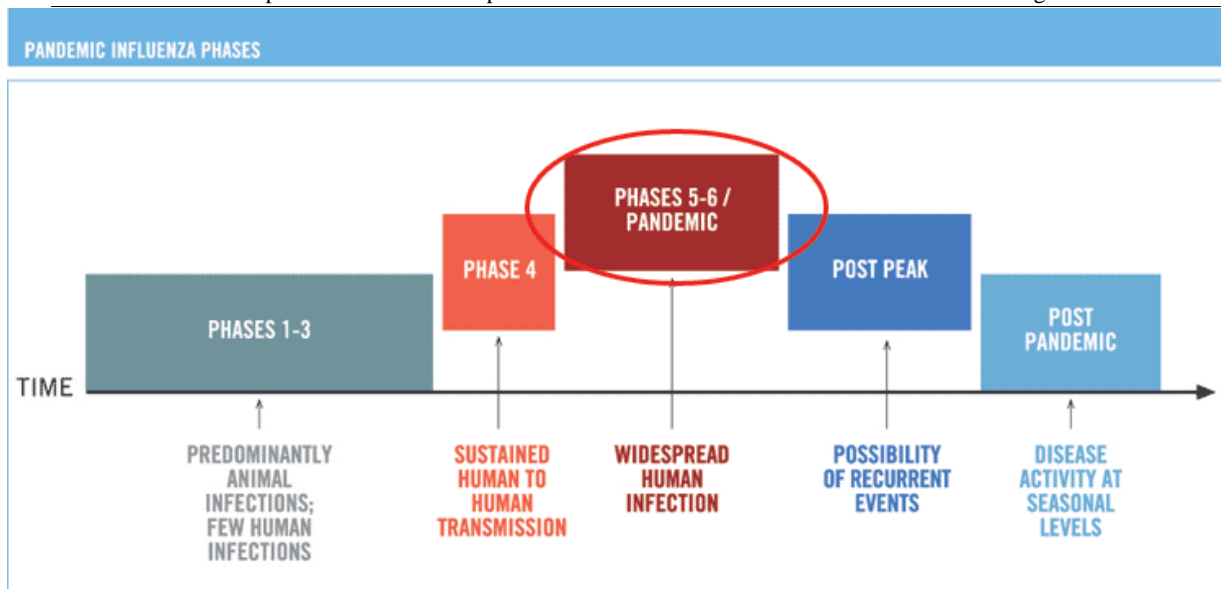 PANDEMIC INFLUENZA PHASES
PHASES 5-6 /
PANDEMIC
PHASE 4
POST PEAK
PHASES 1-3
POST
PANDEMIC
TIME
PREDOMINANTLY
ANIMAL
INFECTIONS;
FEW HUMAN
INFECTIONS
SUSTAINED
HUMAN TO
HUMAN
TRANSMISSION
WIDESPREAD
HUMAN
INFECTION
POSSIBILITY
OF RECURRENT
EVENTS
DISEASE
ACTIVITY AT
SEASONAL
LEVELS